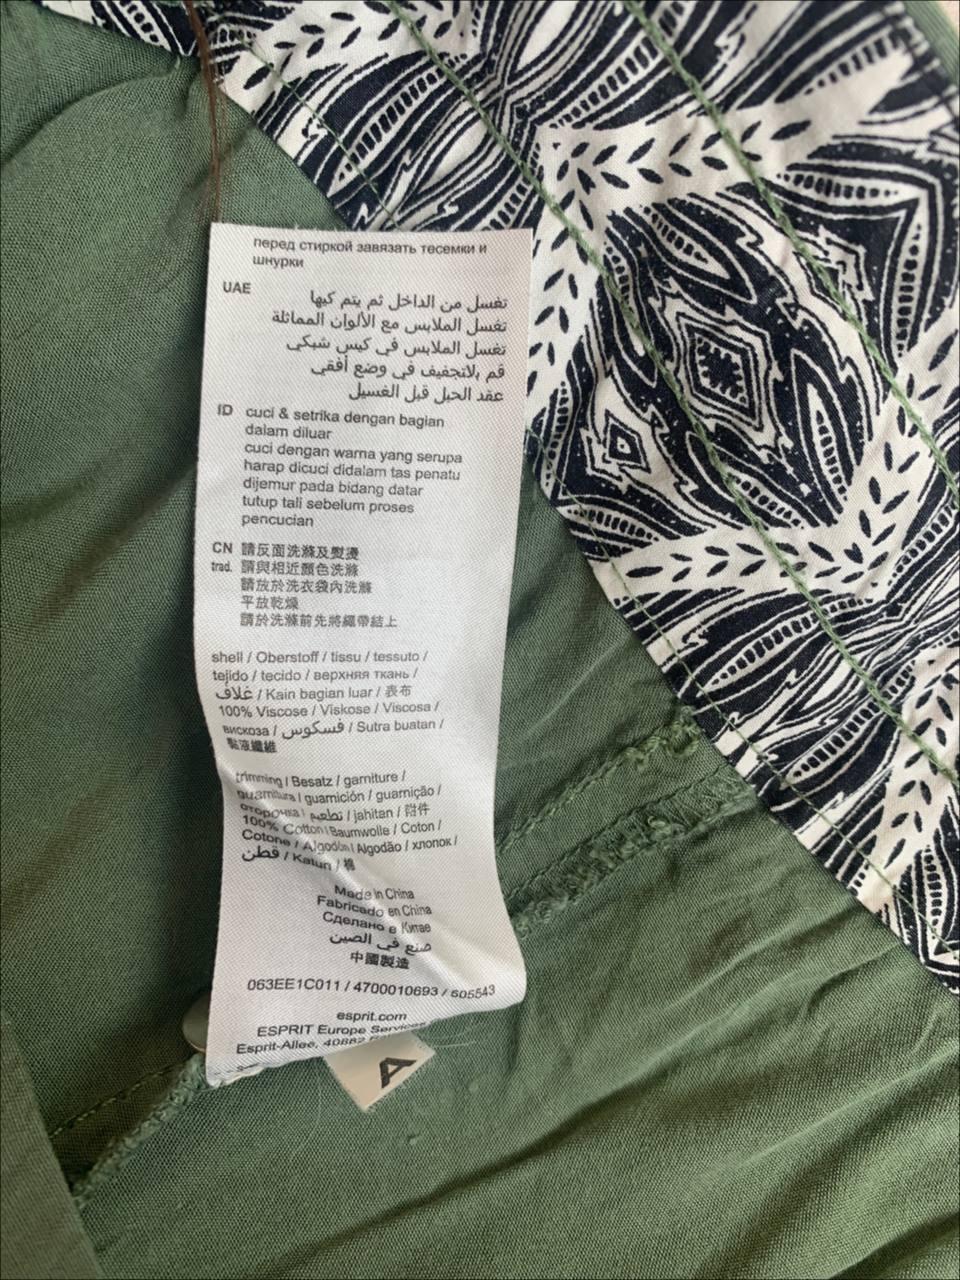 перед стиркой завязать тесемки и
шнурки
UAE
تغسل من الداخل ثم يتم كيها
تغسل الملابس مع الألوان المماثلة
تغسل الملابس في كيس شبكي
قم بلاتجفيف في وضع أفقي
عقد الحبل قبل الغسيل
ID cuci & setrika dengan bagian
dalam diluar
cuci dengan warna yang serupa
harap dicuci didalam tas penatu
dijemur pada bidang datar
tutup tali sebelum proses
pencucian
CN 請反面洗滌及熨燙
trad. 請與相近顏色洗滌
請放於洗衣袋內洗滌
平放乾燥
請於洗滌前先將繩帶結上
shell / Oberstoff / tissu / tessuto /
tejido / tecido / верхняя ткань /
غلاف / Kain bagian luar / 表布
100% Viscose / Viskose / Viscosa /
вискоза / فسكوس / Sutra buatan /
黏液纖維
trimming / Besatz / garniture /
guarnitura / guarnición / guarnição /
оторочка / تطعيم / jahitan / 附件
100% Cotton / Baumwolle / Coton /
Cotone / Algodón / Algodão / хлопок /
قطن / Katun / 棉
Made in China
Fabricado en China
Сделано в Китае
صنع في الصين
中國製造
063EE1C011 / 4700010693 / 505543
esprit.com
ESPRIT Europe Services
Esprit-Allee, 40882
A